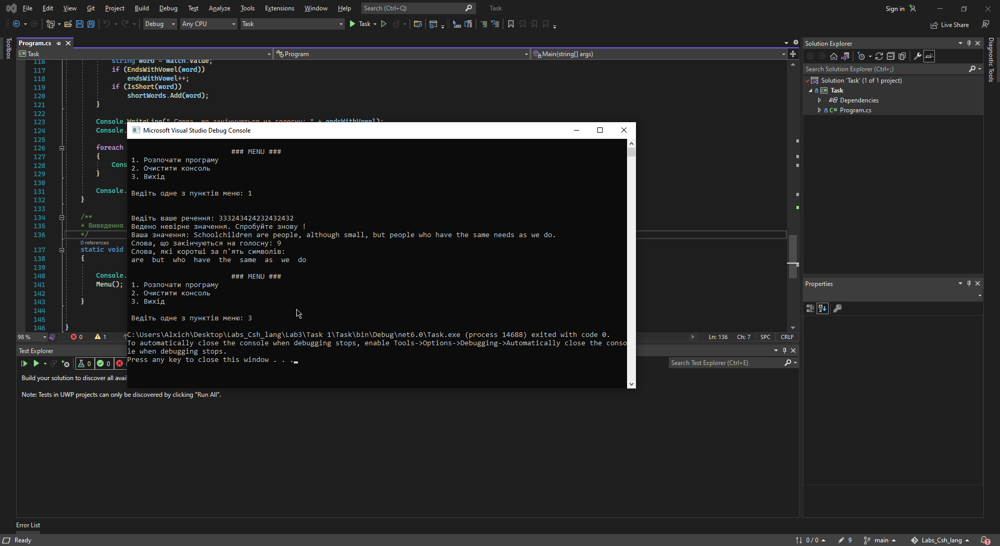 File Edit View Git Project Build Debug Test Analyze Tools Extensions Window Help Search (Ctrl+Q) Task Sign in
Debug Any CPU Task Task Live Share
Toolbox
Program.cs
Task Program Main(string[] args)
116 string word = match.Value;
117 if (EndsWithVowel(word))
118 endsWithVowel++;
119 if (IsShort(word))
120 shortWords.Add(word);
121 }
122
123 Console.WriteLine(" Слова, що закінчуються на голосну: " + endsWithVowel);
124 Console.
125
126 foreach
127 {
128 Cons
129 }
130
131 Console.
132 }
133
134 /**
135 * Виведення
136 */
0 references
137 static void
138 {
139
140 Console.
141 Menu();
142
143 }
144
145
146 }
98 % 0 1 Ln: 136 Ch: 7 SPC CRLF
Microsoft Visual Studio Debug Console
### MENU ###
1. Розпочати програму
2. Очистити консоль
3. Вихід
Ведіть одне з пунктів меню: 1
Ведіть ваше речення: 333243424232432432
Ведено невірне значення. Спробуйте знову !
Ваша значення: Schoolchildren are people, although small, but people who have the same needs as we do.
Слова, що закінчуються на голосну: 9
Слова, які коротші за п'ять символів:
are but who have the same as we do
### MENU ###
1. Розпочати програму
2. Очистити консоль
3. Вихід
Ведіть одне з пунктів меню: 3
C:\Users\Alxich\Desktop\Labs_Csh_lang\Lab3\Task 1\Task\bin\Debug\net6.0\Task.exe (process 14688) exited with code 0.
To automatically close the console when debugging stops, enable Tools->Options->Debugging->Automatically close the conso
le when debugging stops.
Press any key to close this window . . .
Test Explorer
0 0 Search Test Explorer (Ctrl+E)
Build your solution to discover all avai
Note: Tests in UWP projects can only be discovered by clicking "Run All".
Solution Explorer
Search Solution Explorer (Ctrl+;)
Solution 'Task' (1 of 1 project)
C# Task
Dependencies
C# Program.cs
Properties
Diagnostic Tools
Error List
Ready 0 / 0 9 main Labs_Csh_lang 1